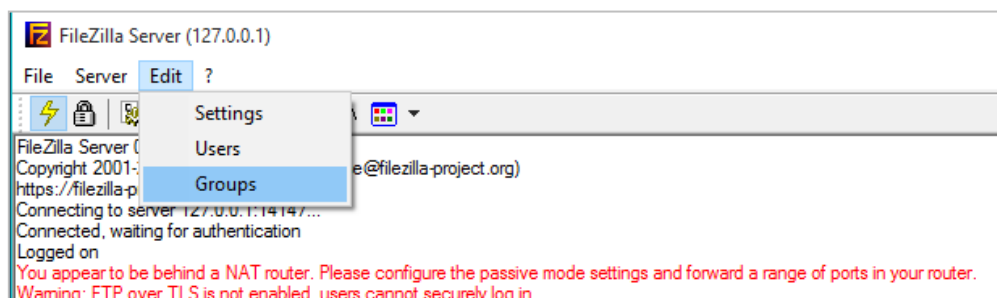 FileZilla Server (127.0.0.1)
File Server Edit ?
Settings
Users
Groups
FileZilla Server
Copyright 2001- e@filezilla-project.org)
https://filezilla-p
Connecting to server 127.0.0.1:14147...
Connected, waiting for authentication
Logged on
You appear to be behind a NAT router. Please configure the passive mode settings and forward a range of ports in your router.
Warning: FTP over TLS is not enabled, users cannot securely log in.